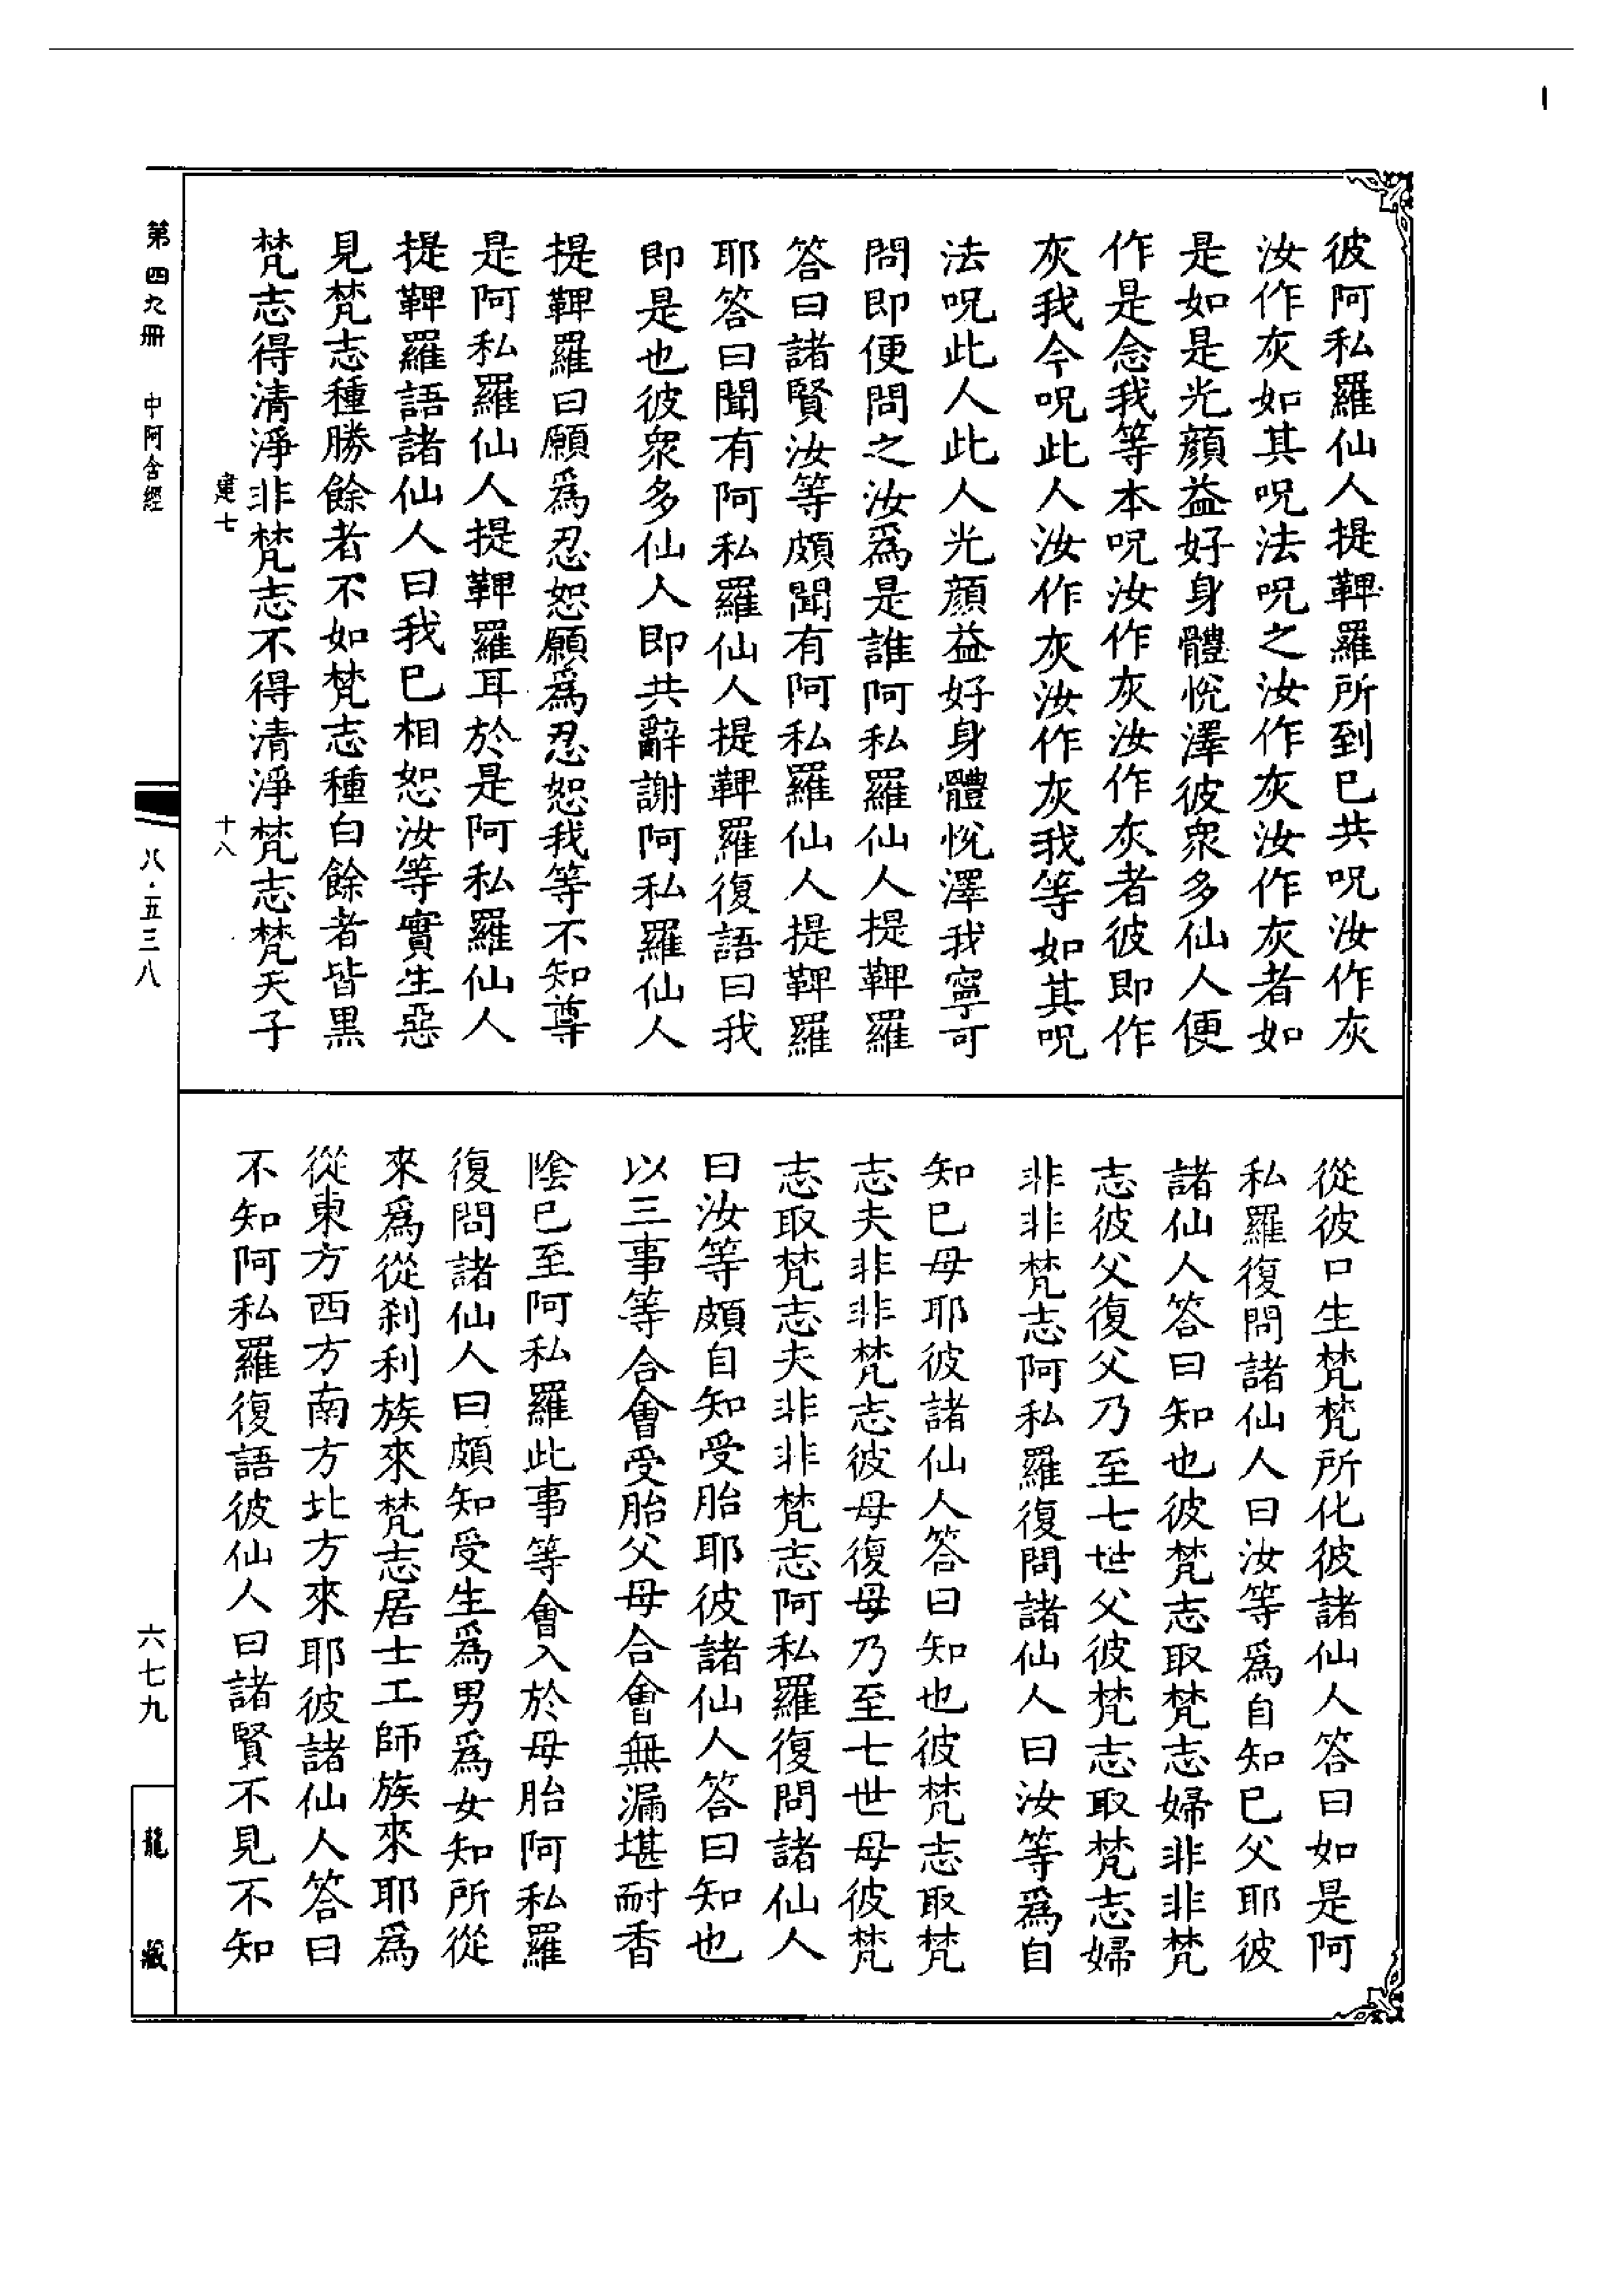 彼阿私羅仙人提鞞羅所到已共呪汝作灰
汝作灰如其呪法呪之汝作灰汝作灰者如
是如是光顏益好身體悅澤彼衆多仙人便
作是念我等本呪汝作灰汝作灰者彼即作
灰我今呪此人汝作灰汝作灰我等如其呪
法呪此人此人光顏益好身體悅澤我寧可
問即便問之汝爲是誰阿私羅仙人提鞞羅
答曰諸賢汝等頗聞有阿私羅仙人提鞞羅
耶答曰聞有阿私羅仙人提鞞羅復語曰我
即是也彼衆多仙人即共辭謝阿私羅仙人
提鞞羅曰願爲忍恕願爲忍恕我等不知尊
是阿私羅仙人提鞞羅耳於是阿私羅仙人
提鞞羅語諸仙人曰我已相恕汝等實生惡
見梵志種勝餘者不如梵志種白餘者皆黑
梵志得清淨非梵志不得清淨梵志梵天子
建七 十八
從彼口生梵梵所化彼諸仙人答曰如是阿
私羅復問諸仙人曰汝等爲自知已父耶彼
諸仙人答曰知也彼梵志取梵志婦非非梵
志彼父復父乃至七世父彼梵志取梵志婦
非非梵志阿私羅復問諸仙人曰汝等爲自
知已母耶彼諸仙人答曰知也彼梵志取梵
志夫非非梵志彼母復母乃至七世母彼梵
志取梵志夫非非梵志阿私羅復問諸仙人
曰汝等頗自知受胎耶彼諸仙人答曰知也
以三事等合會受胎父母合會無漏堪耐香
陰已至阿私羅此事等會入於母胎阿私羅
復問諸仙人曰頗知受生爲男爲女知所從
來爲從刹利族來梵志居士工師族來耶爲
從東方西方南方北方來耶彼諸仙人答曰
不知阿私羅復語彼仙人曰諸賢不見不知
第四九冊 中阿含經 八·五三八 六七九 龍藏